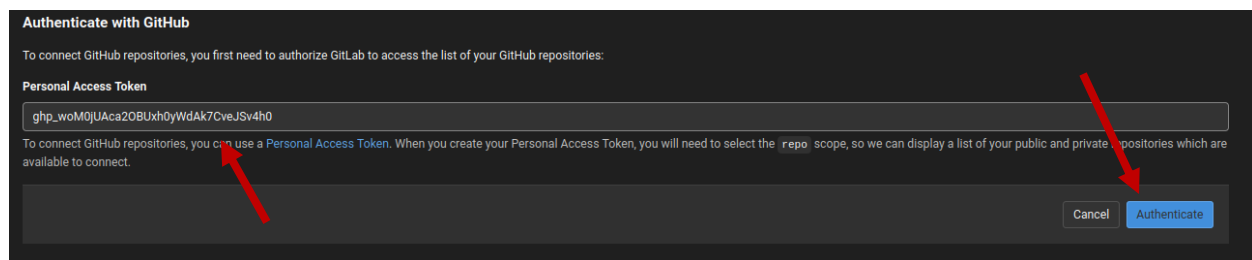 Authenticate with GitHub
To connect GitHub repositories, you first need to authorize GitLab to access the list of your GitHub repositories:
Personal Access Token
ghp_woM0jUAca2OBUxh0yWdAk7CveJSv4h0
To connect GitHub repositories, you can use a Personal Access Token. When you create your Personal Access Token, you will need to select the repo scope, so we can display a list of your public and private repositories which are
available to connect.
Cancel Authenticate